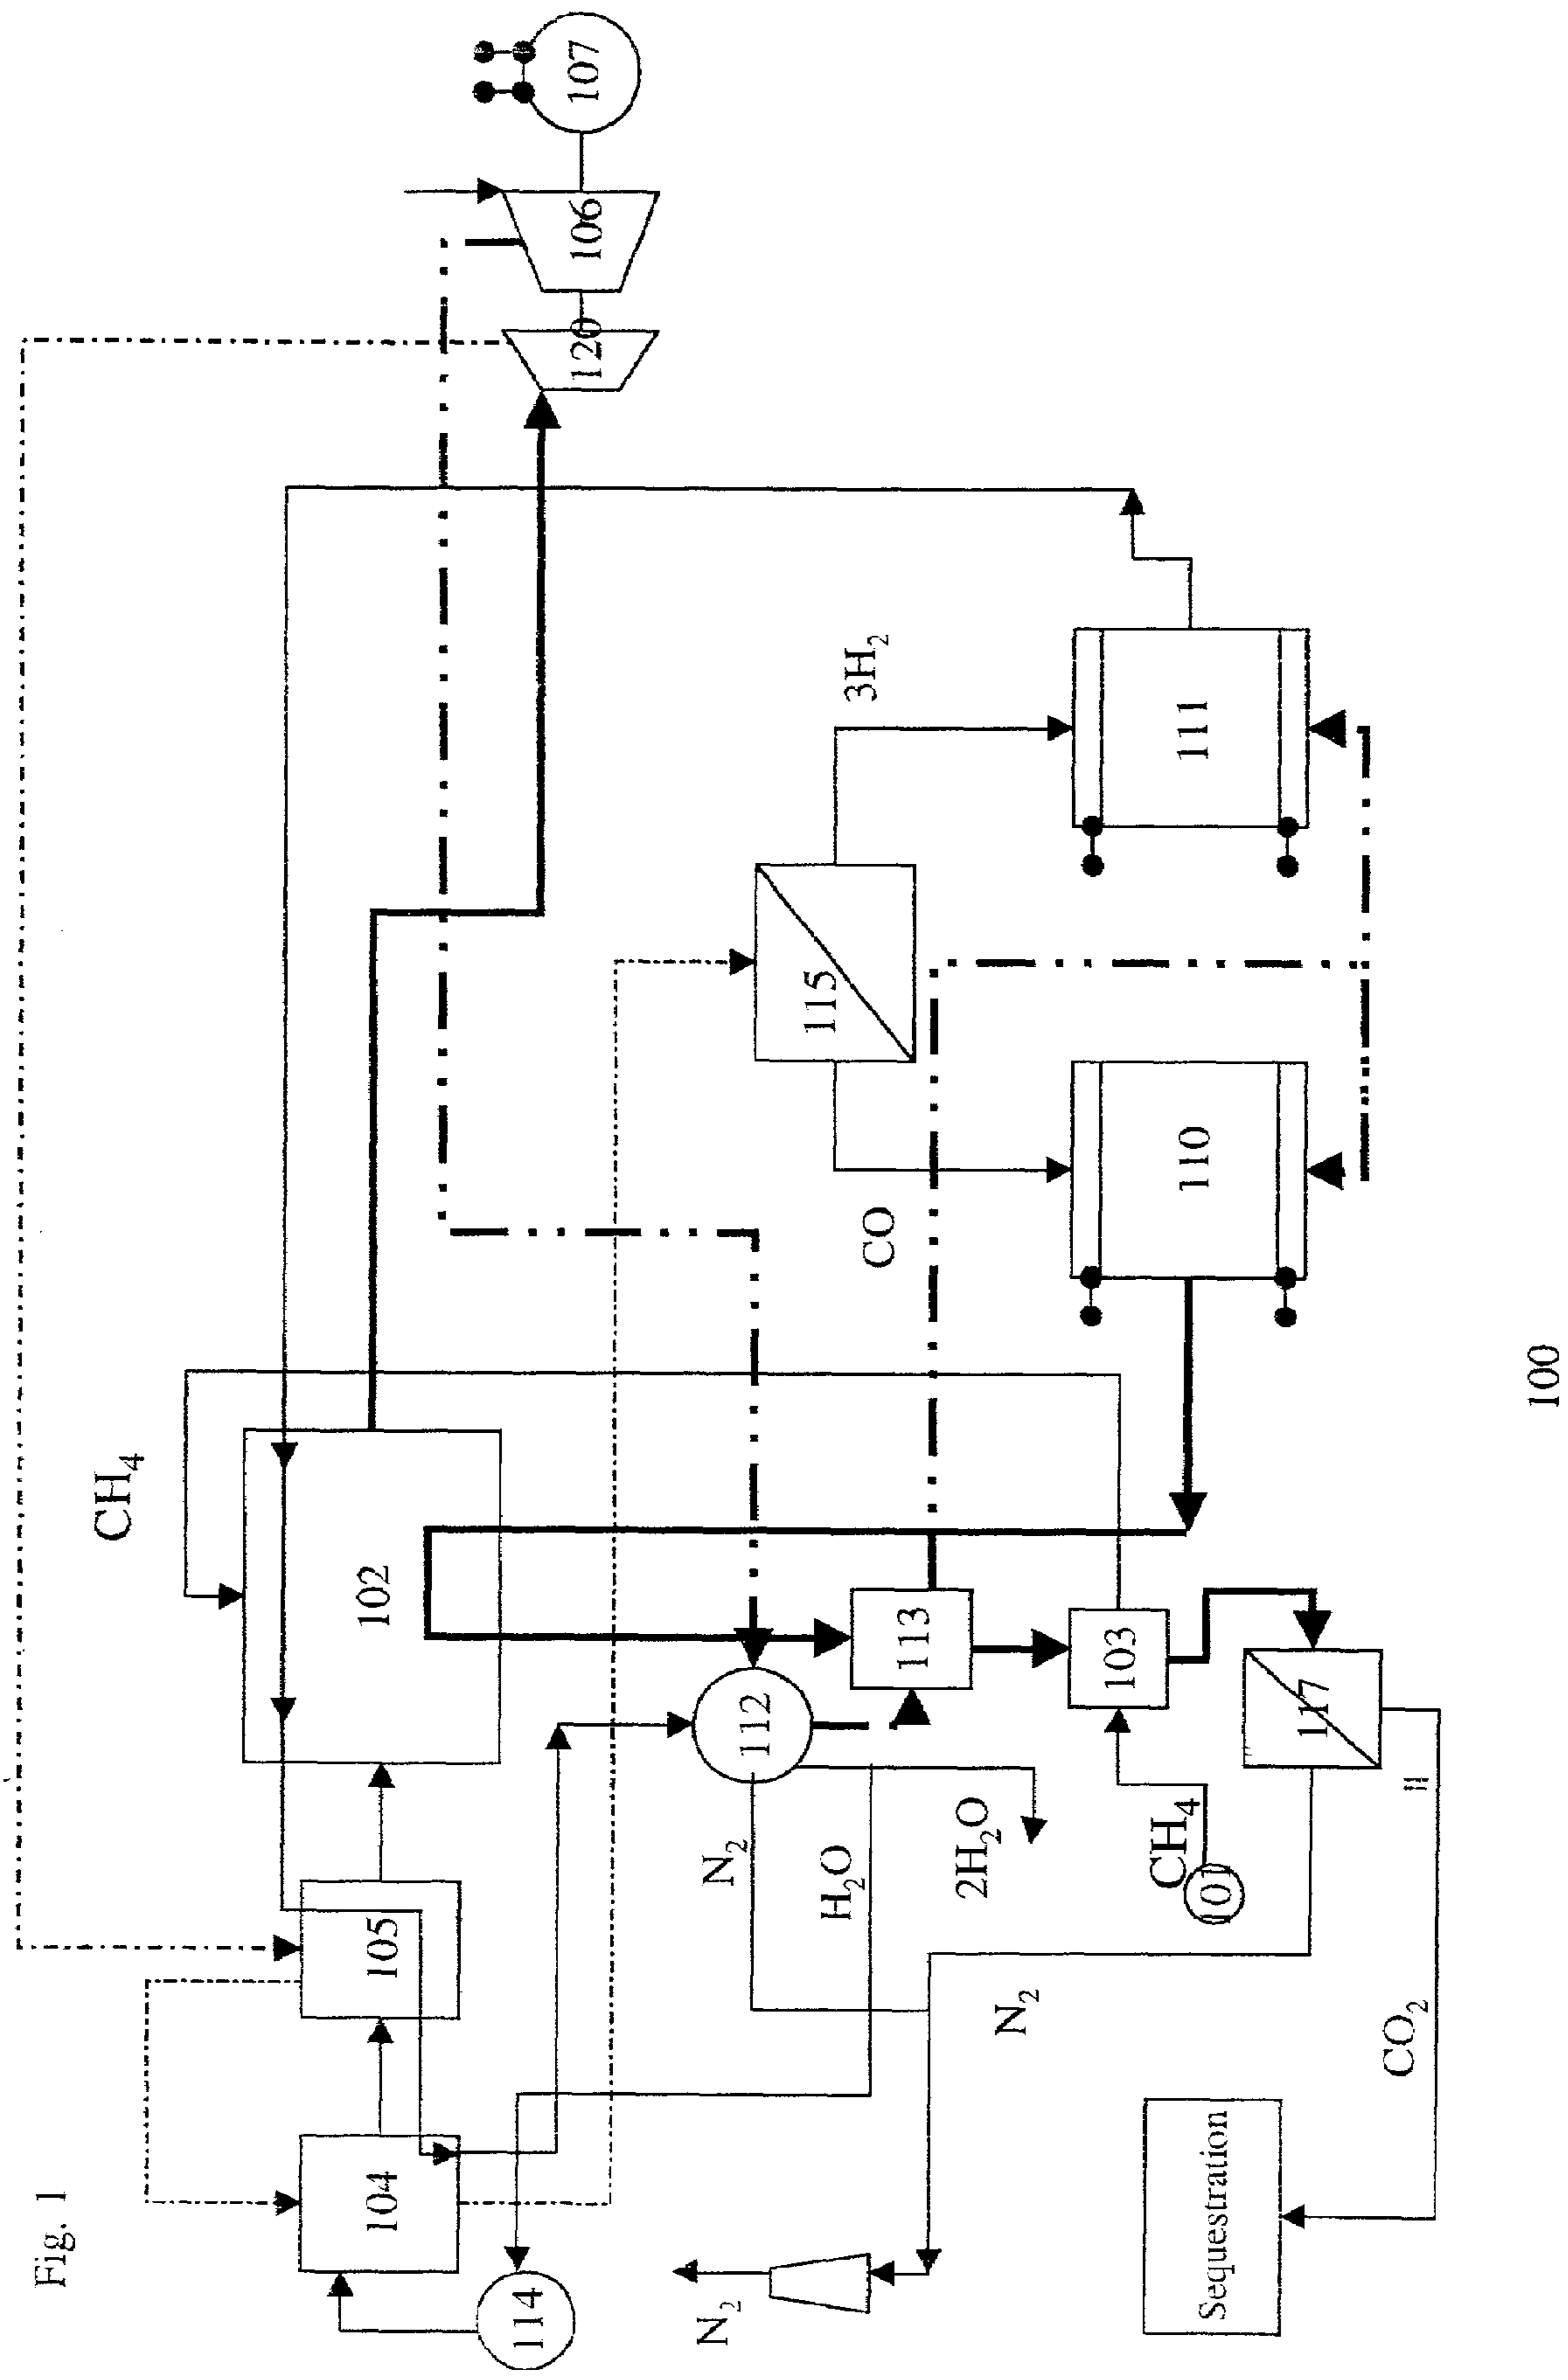 Fig. 1
CH₄
104
105
102
114
120
106
107
N₂
N₂
112
115
H₂O
CO
3H₂
113
2H₂O
N₂
103
CH₄
101
110
111
Sequestration
117
CO₂
100